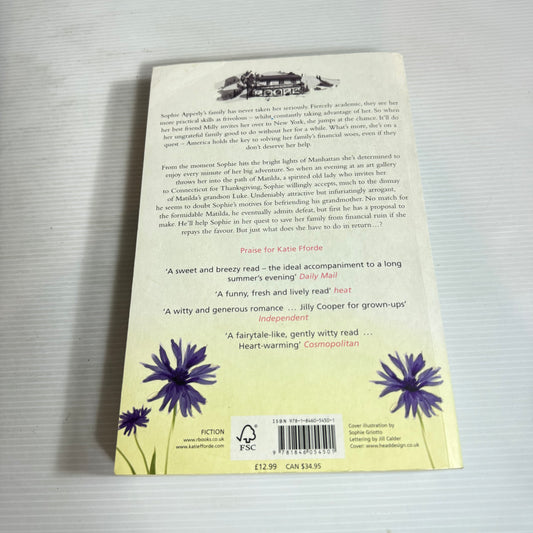 Sophie Apperly's family has never taken her seriously. Fiercely academic, they see her
more practical skills as frivolous – whilst constantly taking advantage of her. So when
her best friend Milly invites her over to New York, she jumps at the chance. It'll do
her ungrateful family good to do without her for a while. What's more, she's on a
quest – America holds the key to solving her family's financial woes, even if they
don't deserve her help.
From the moment Sophie hits the bright lights of Manhattan she's determined to
enjoy every minute of her big adventure. So when an evening at an art gallery
throws her into the path of Matilda, a spirited old lady who invites her
to Connecticut for Thanksgiving, Sophie willingly accepts, much to the dismay
of Matilda's grandson Luke. Undeniably attractive but infuriatingly arrogant,
he seems to doubt Sophie's motives for befriending his grandmother. No match for
the formidable Matilda, he eventually admits defeat, but first he has a proposal to
make. He'll help Sophie in her quest to save her family from financial ruin if she
repays the favour. But just what does she have to do in return...?
Praise for Katie Fforde
'A sweet and breezy read – the ideal accompaniment to a long
summer's evening' Daily Mail
'A funny, fresh and lively read' heat
'A witty and generous romance ... Jilly Cooper for grown-ups'
Independent
'A fairytale-like, gently witty read ...
Heart-warming' Cosmopolitan
FICTION
www.rbooks.co.uk
www.katiefforde.com
FSC
ISBN 978-1-8460-5450-1
9 781846 054501
£12.99 CAN $34.95
Cover illustration by
Sophie Griotto
Lettering by Jill Calder
Cover: www.headdesign.co.uk